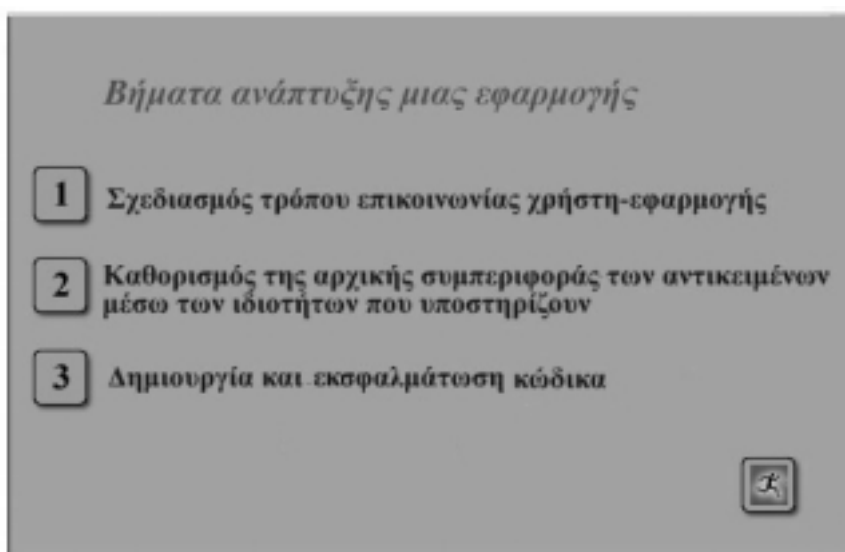 Βήματα ανάπτυξης μιας εφαρμογής
1 Σχεδιασμός τρόπου επικοινωνίας χρήστη-εφαρμογής
2 Καθορισμός της αρχικής συμπεριφοράς των αντικειμένων
μέσω των ιδιοτήτων που υποστηρίζουν
3 Δημιουργία και εκσφαλμάτωση κώδικα